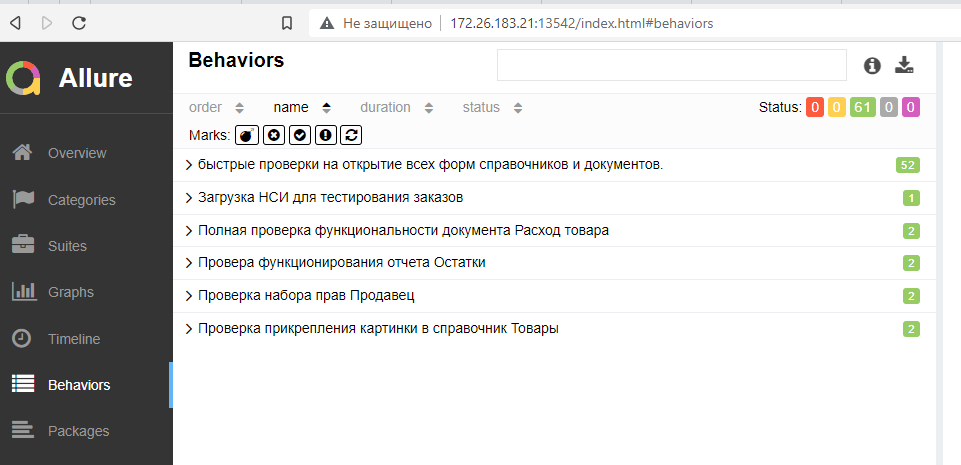 Не защищено 172.26.183.21:13542/index.html#behaviors
Allure
Overview
Categories
Suites
Graphs
Timeline
Behaviors
Packages
Behaviors
order name duration status Status: 0 0 61 0 0
Marks:
быстрые проверки на открытие всех форм справочников и документов. 52
Загрузка НСИ для тестирования заказов 1
Полная проверка функциональности документа Расход товара 2
Провера функционирования отчета Остатки 2
Проверка набора прав Продавец 2
Проверка прикрепления картинки в справочник Товары 2